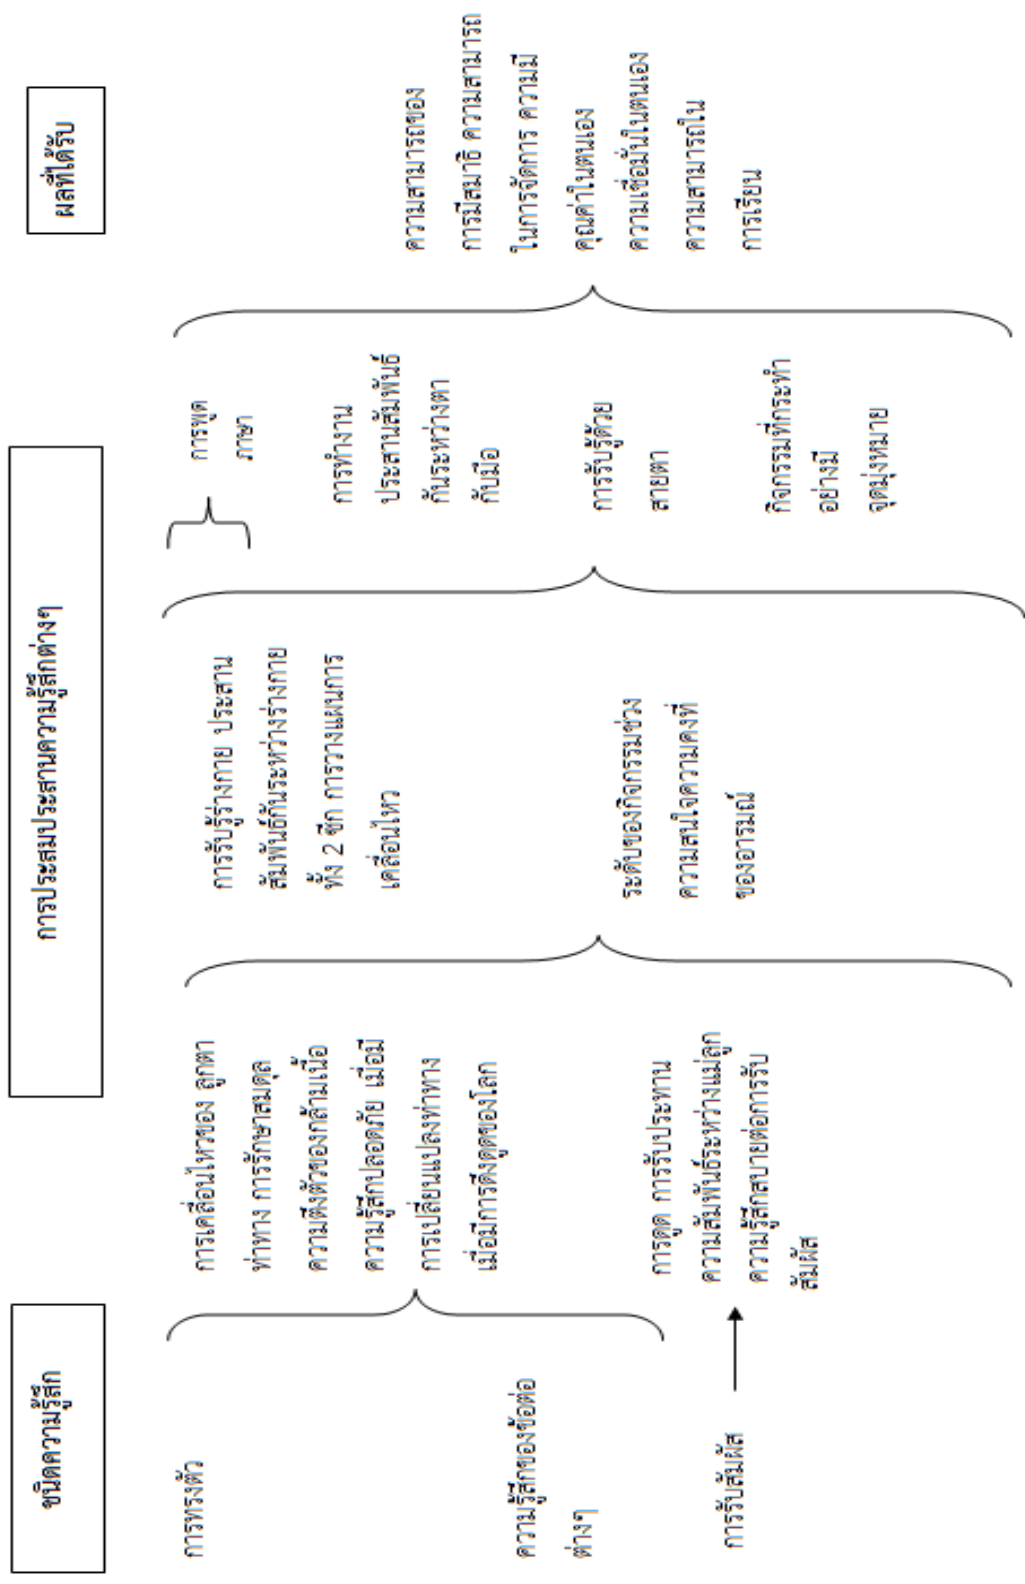 ชนิดความรู้สึก
การประสมประสานความรู้สึกต่างๆ
ผลที่ได้รับ
การทรงตัว
ความรู้สึกของข้อต่อ
ต่างๆ
การรับสัมผัส
การเคลื่อนไหวของ ลูกตา
ท่าทาง การรักษาสมดุล
ความตึงตัวของกล้ามเนื้อ
ความรู้สึกปลอดภัย เมื่อมี
การเปลี่ยนแปลงท่าทาง
เมื่อมีการดึงดูดของโลก
การดูด การรับประทาน
ความสัมพันธ์ระหว่างแม่ลูก
ความรู้สึกสบายต่อการรับ
สัมผัส
การรับรู้ร่างกาย ประสาน
สัมพันธ์กันระหว่างร่างกาย
ทั้ง 2 ซีก การวางแผนการ
เคลื่อนไหว
ระดับของกิจกรรมช่วง
ความสนใจความคงที่
ของอารมณ์
การพูด
ภาษา
การทำงาน
ประสานสัมพันธ์
กันระหว่างตา
กับมือ
การรับรู้ด้วย
สายตา
กิจกรรมที่กระทำ
อย่างมี
จุดมุ่งหมาย
ความสามารถของ
การมีสมาธิ ความสามารถ
ในการจัดการ ความมี
คุณค่าในตนเอง
ความเชื่อมั่นในตนเอง
ความสามารถใน
การเรียน